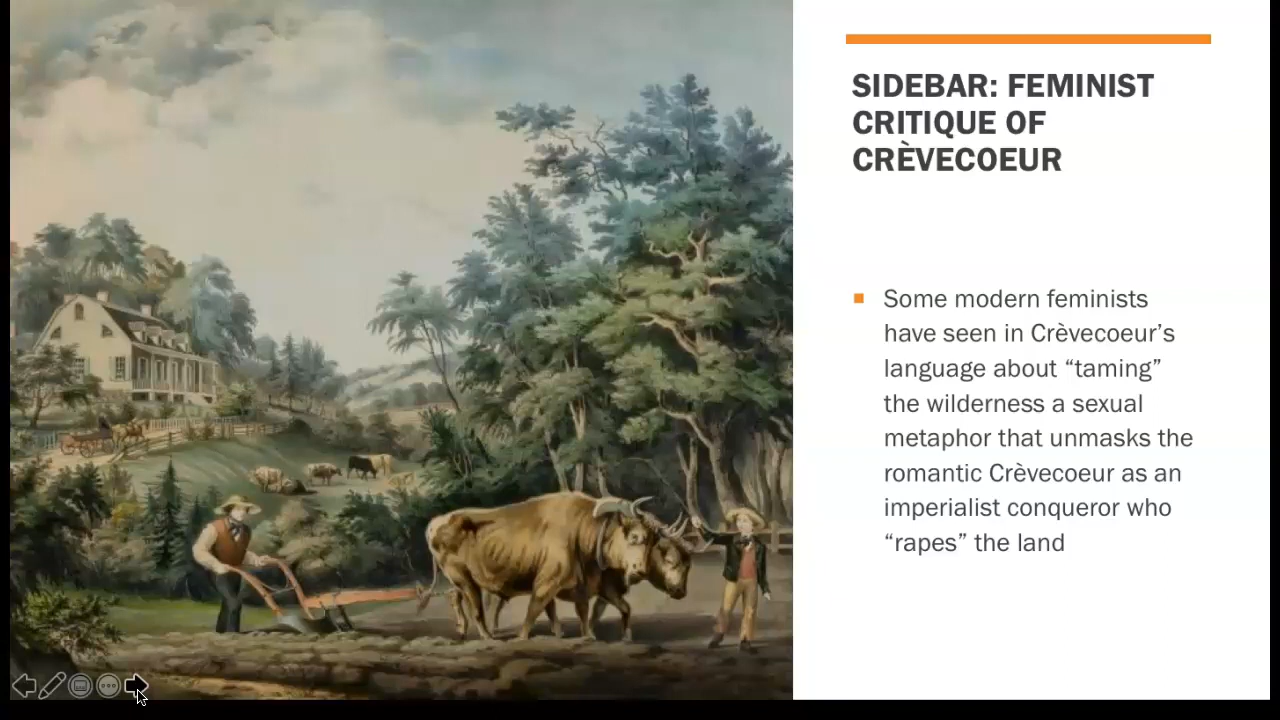 SIDEBAR: FEMINIST
CRITIQUE OF
CRÈVECOEUR
Some modern feminists
have seen in Crèvecoeur’s
language about “taming”
the wilderness a sexual
metaphor that unmasks the
romantic Crèvecoeur as an
imperialist conqueror who
“rapes” the land